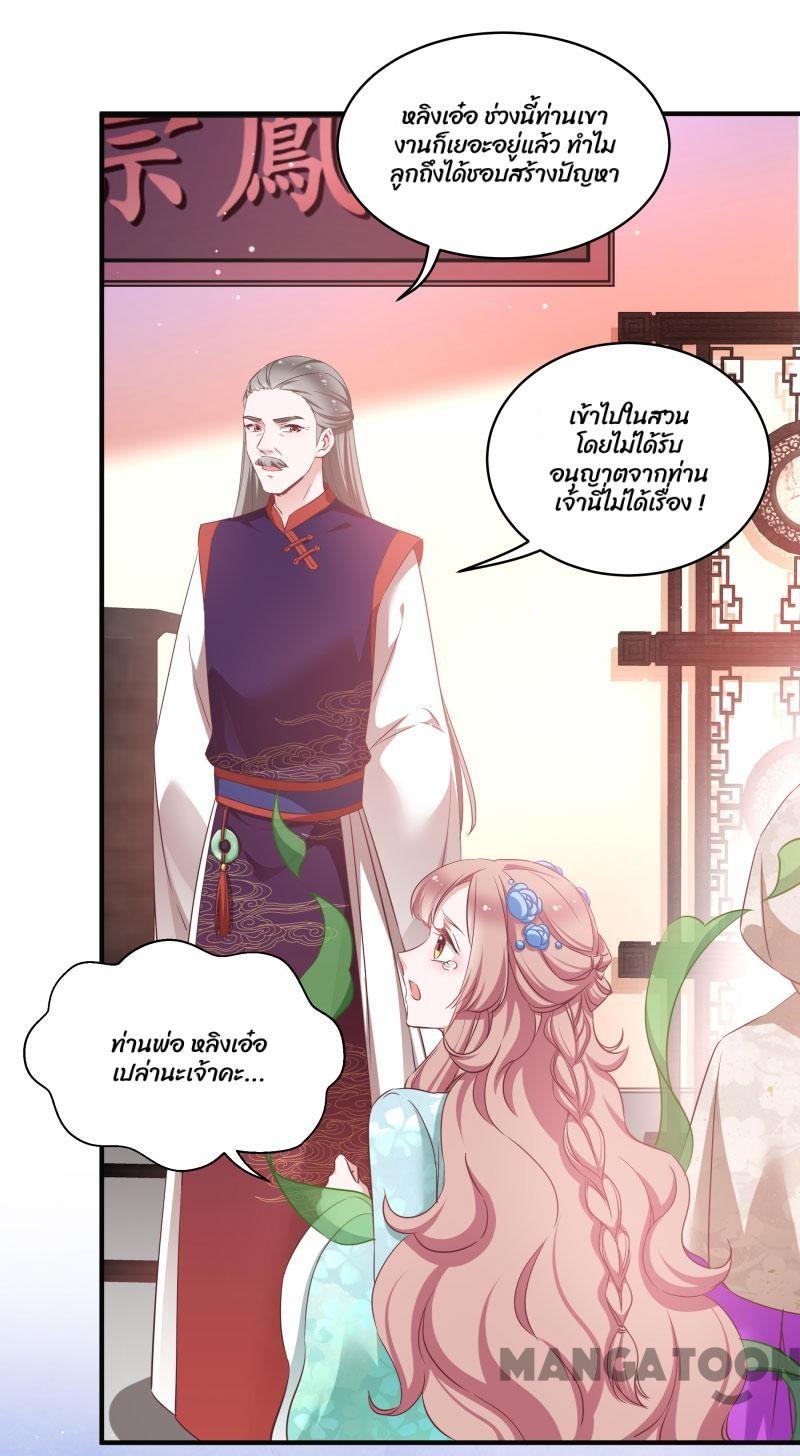 宗鳳
หลิงเอ๋อ ช่วงนี้ท่านเขา
งานก็เยอะอยู่แล้ว ทำไม
ลูกถึงได้ชอบสร้างปัญหา
เข้าไปในสวน
โดยไม่ได้รับ
อนุญาตจากท่าน
เจ้านี่ไม่ได้เรื่อง !
ท่านพ่อ หลิงเอ๋อ
เปล่านะเจ้าคะ...
MANGATOON